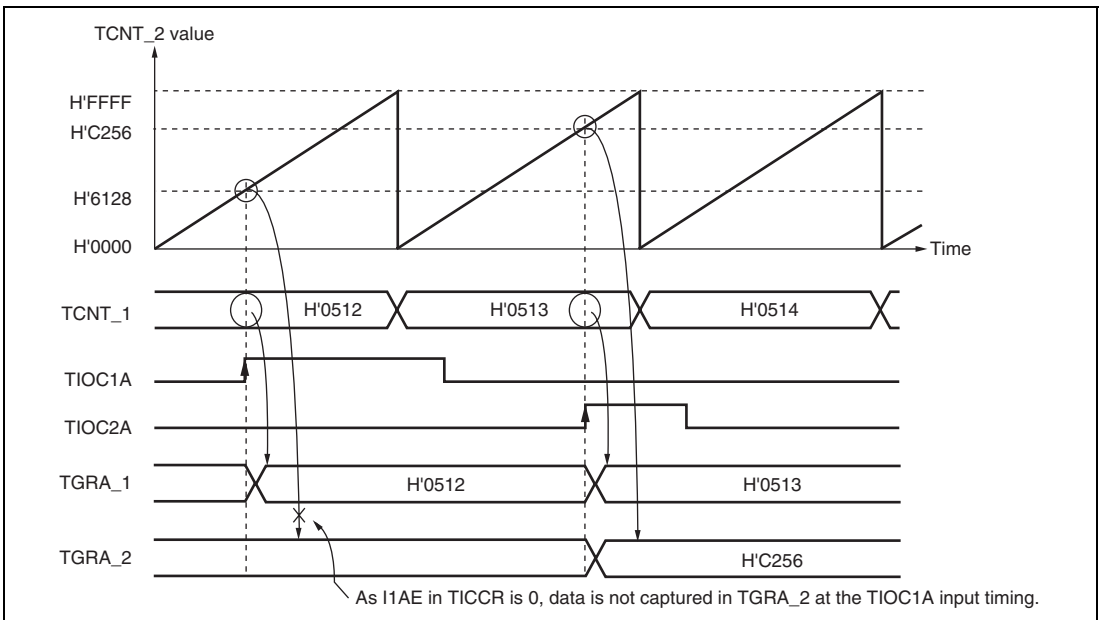 TCNT_2 value
H'FFFF
H'C256
H'6128
H'0000
Time
TCNT_1 H'0512 H'0513 H'0514
TIOC1A
TIOC2A
TGRA_1 H'0512 H'0513
TGRA_2 H'C256
As I1AE in TICCR is 0, data is not captured in TGRA_2 at the TIOC1A input timing.